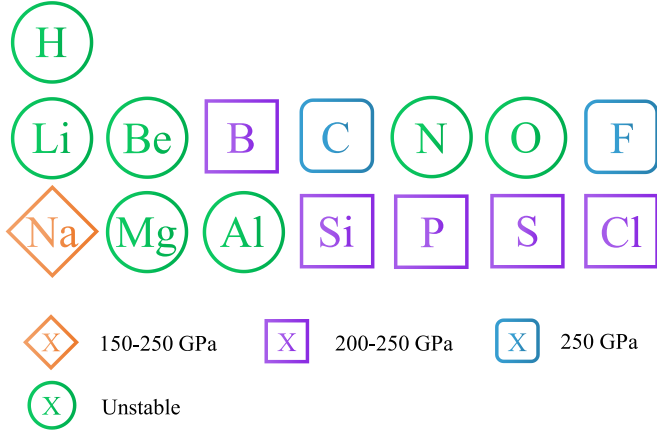 H
Li Be B C N O F
Na Mg Al Si P S Cl
X 150-250 GPa X 200-250 GPa X 250 GPa
X Unstable